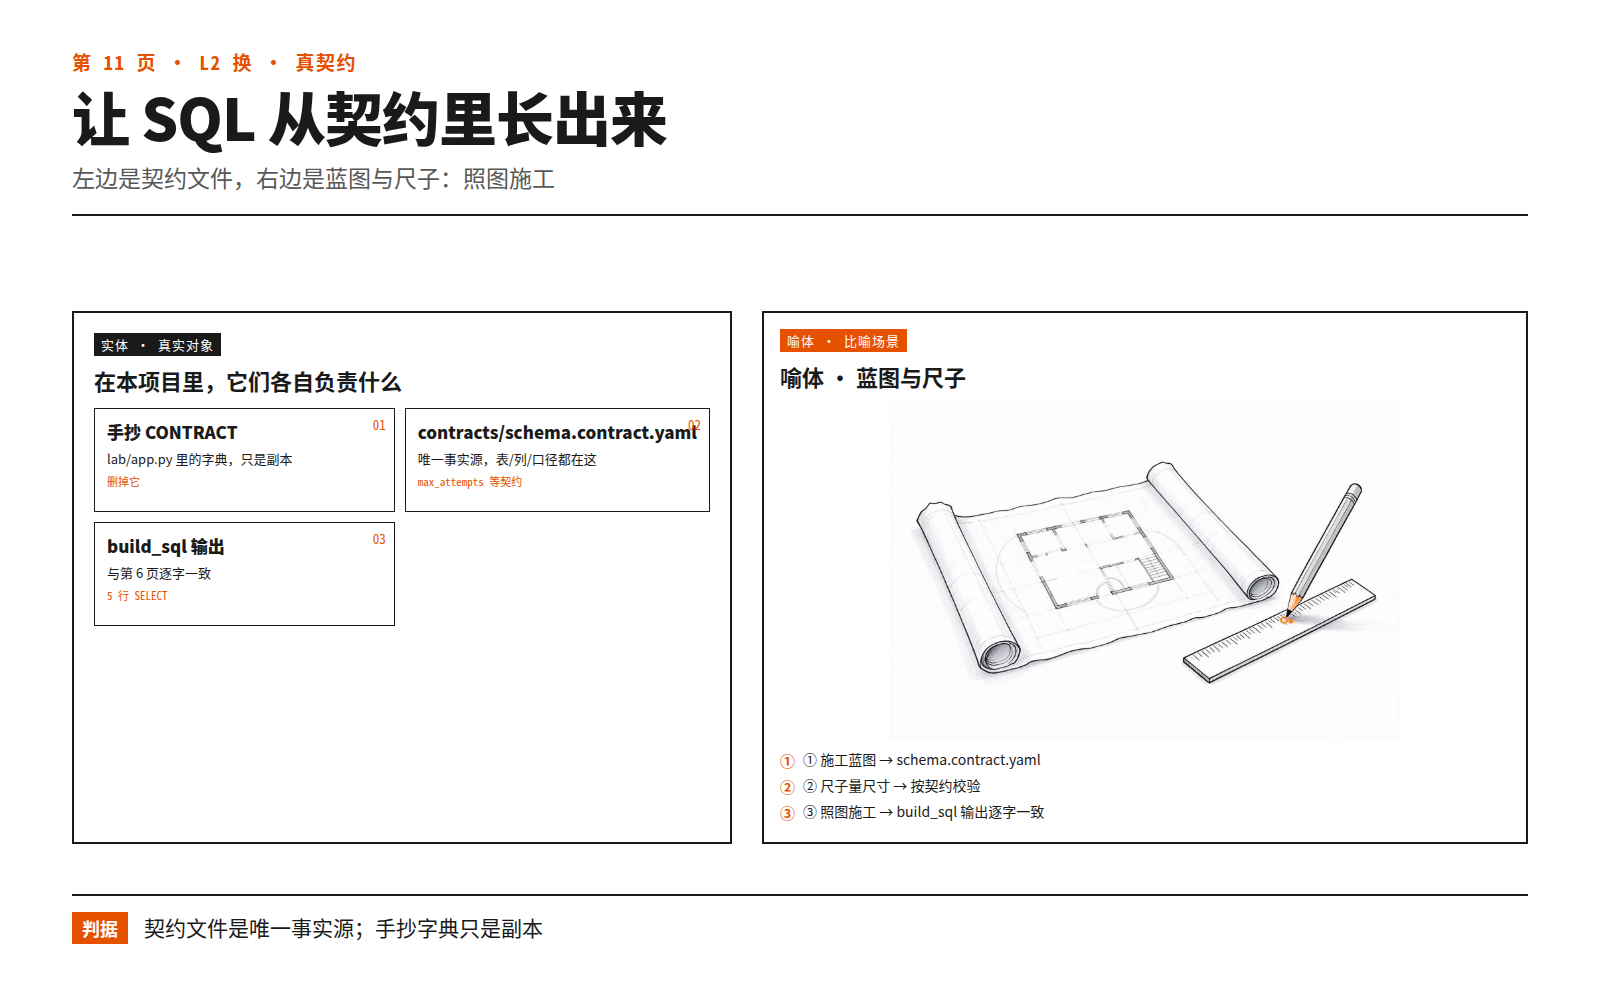 第 11 页 · L2 换 · 真契约
让 SQL 从契约里长出来
左边是契约文件，右边是蓝图与尺子：照图施工
实体 · 真实对象
在本项目里，它们各自负责什么
手抄 CONTRACT
01
lab/app.py 里的字典，只是副本
删掉它
contracts/schema.contract.yaml
02
唯一事实源，表/列/口径都在这
max_attempts 等契约
build_sql 输出
03
与第 6 页逐字一致
5 行 SELECT
喻体 · 比喻场景
喻体 · 蓝图与尺子
① ① 施工蓝图 → schema.contract.yaml
② ② 尺子量尺寸 → 按契约校验
③ ③ 照图施工 → build_sql 输出逐字一致
判据 契约文件是唯一事实源；手抄字典只是副本